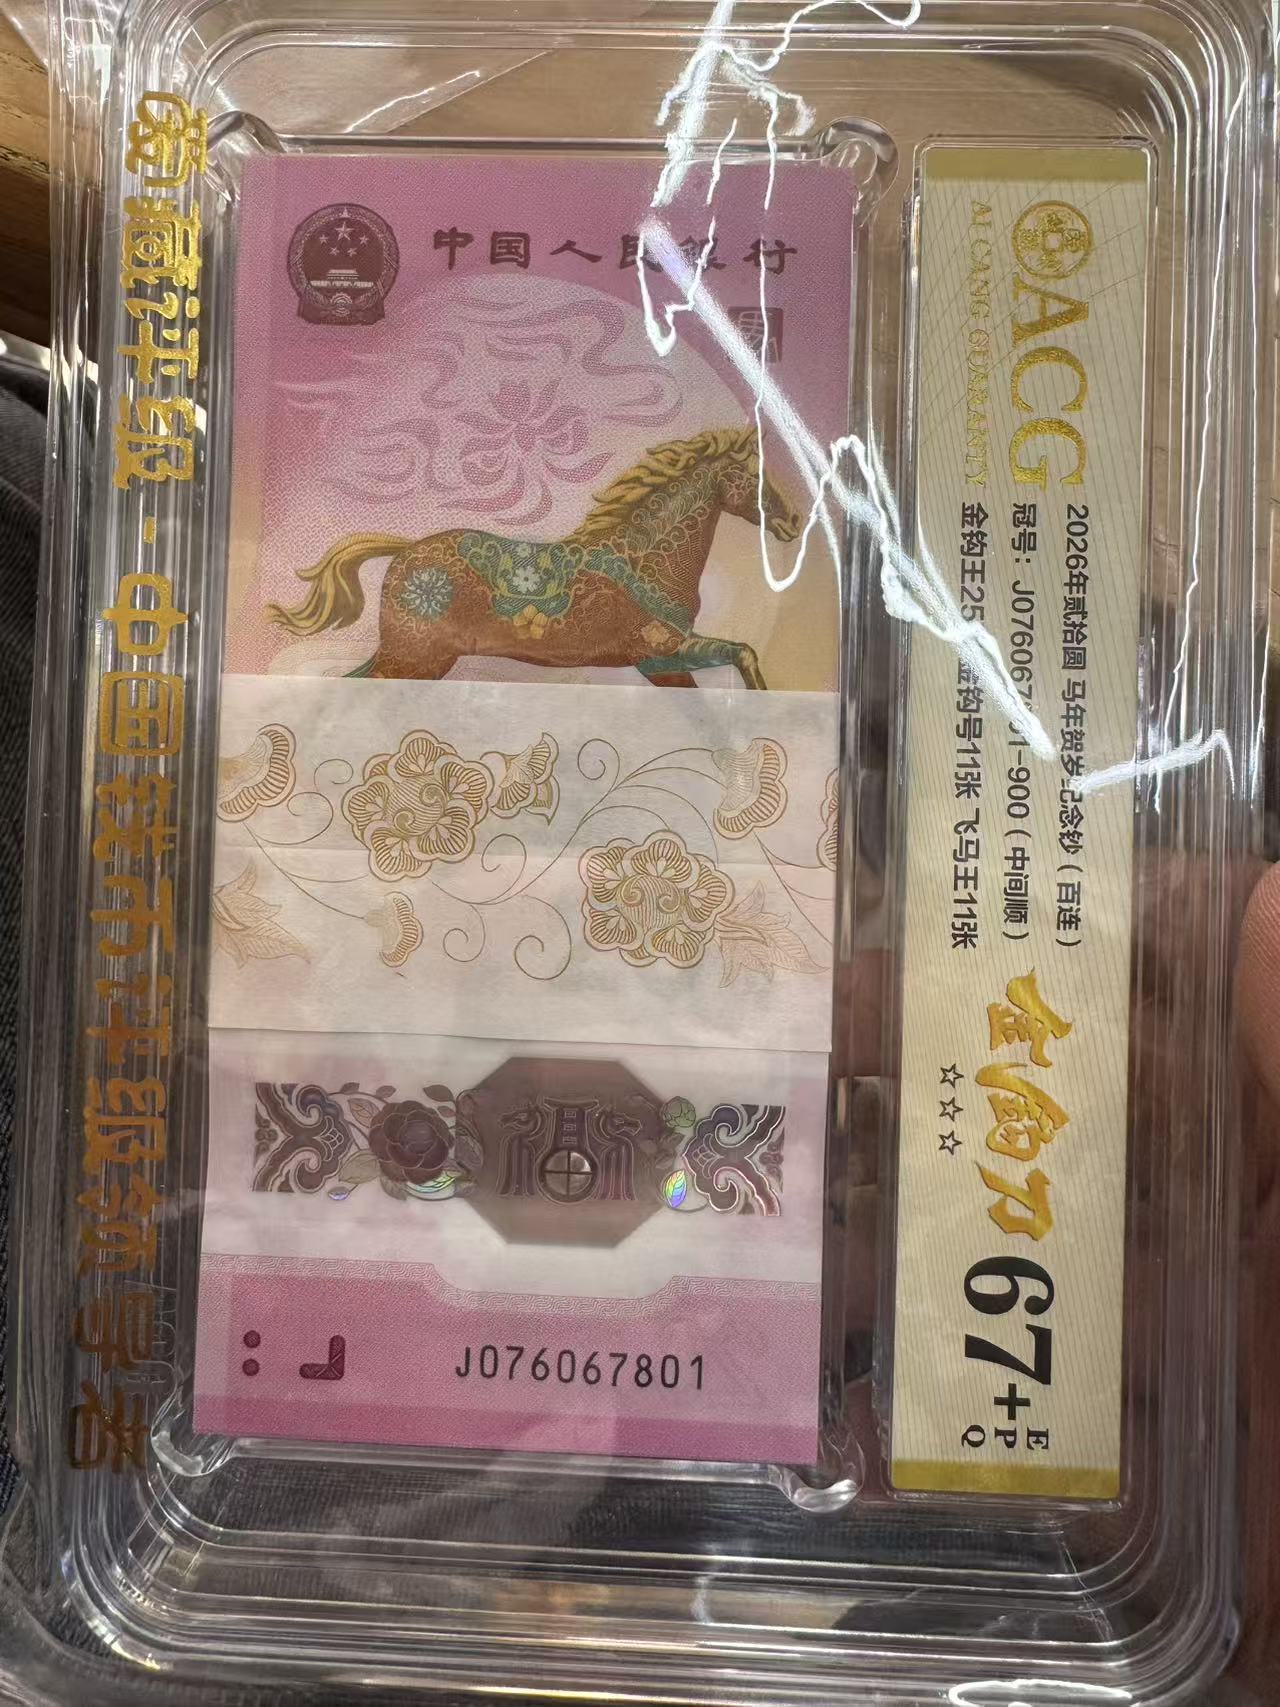 中国人民银行
J076067801
爱藏评级 - 中国钱币评级领导者
ACG
AI CANG GUARANTY
2026年贰拾圆 马年贺岁纪念钞（百连）
冠号：J076067801-900（中间顺）
金钩王25 金钩号11张 飞马王11张
金钩刀
☆☆☆
67+
EPQ